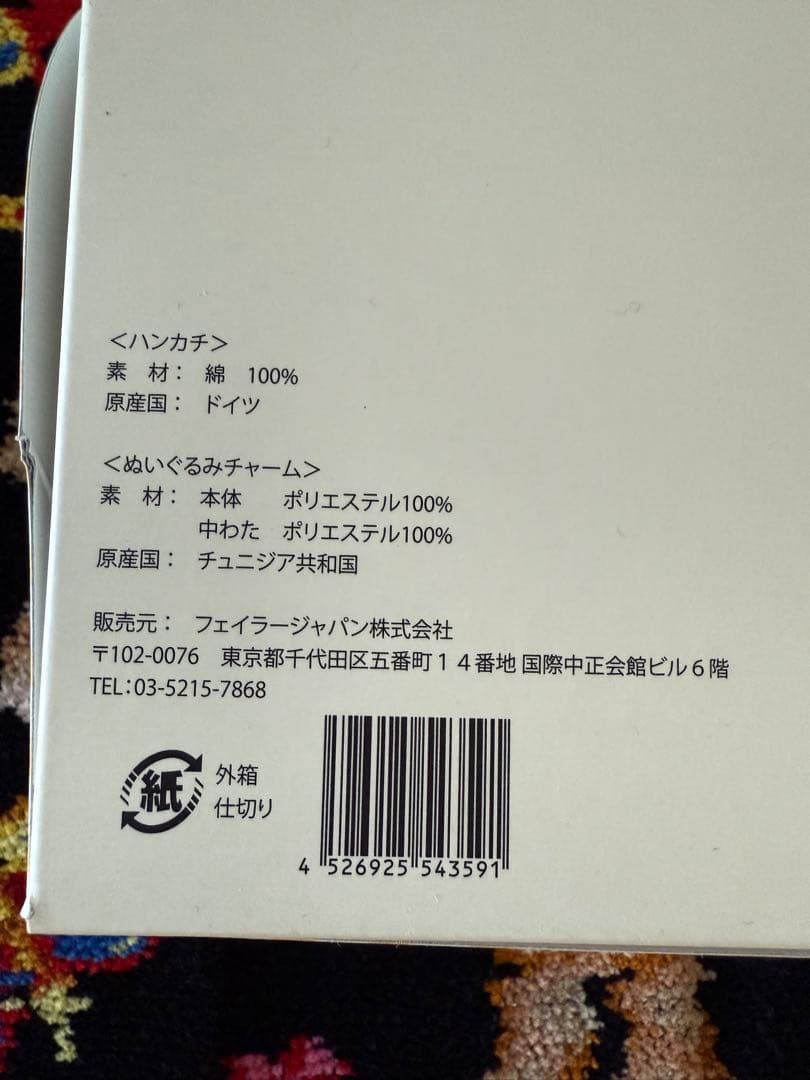 ＜ハンカチ＞
素　材：　綿　100%
原産国：　ドイツ
＜ぬいぐるみチャーム＞
素　材：　本体　　ポリエステル100%
中わた　ポリエステル100%
原産国：　チュニジア共和国
販売元：　フェイラージャパン株式会社
〒102-0076　東京都千代田区五番町１４番地 国際中正会館ビル６階
TEL：03-5215-7868
紙
外箱
仕切り
4 526925 543591